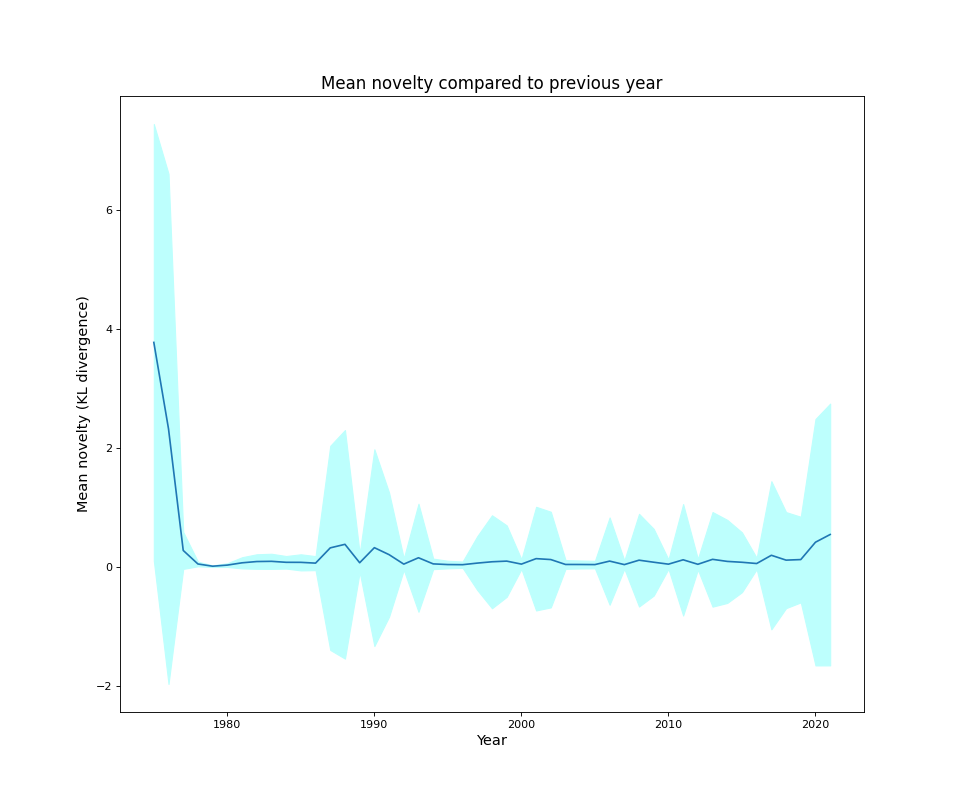 Mean novelty compared to previous year
Mean novelty (KL divergence)
6
4
2
0
−2
1980 1990 2000 2010 2020
Year